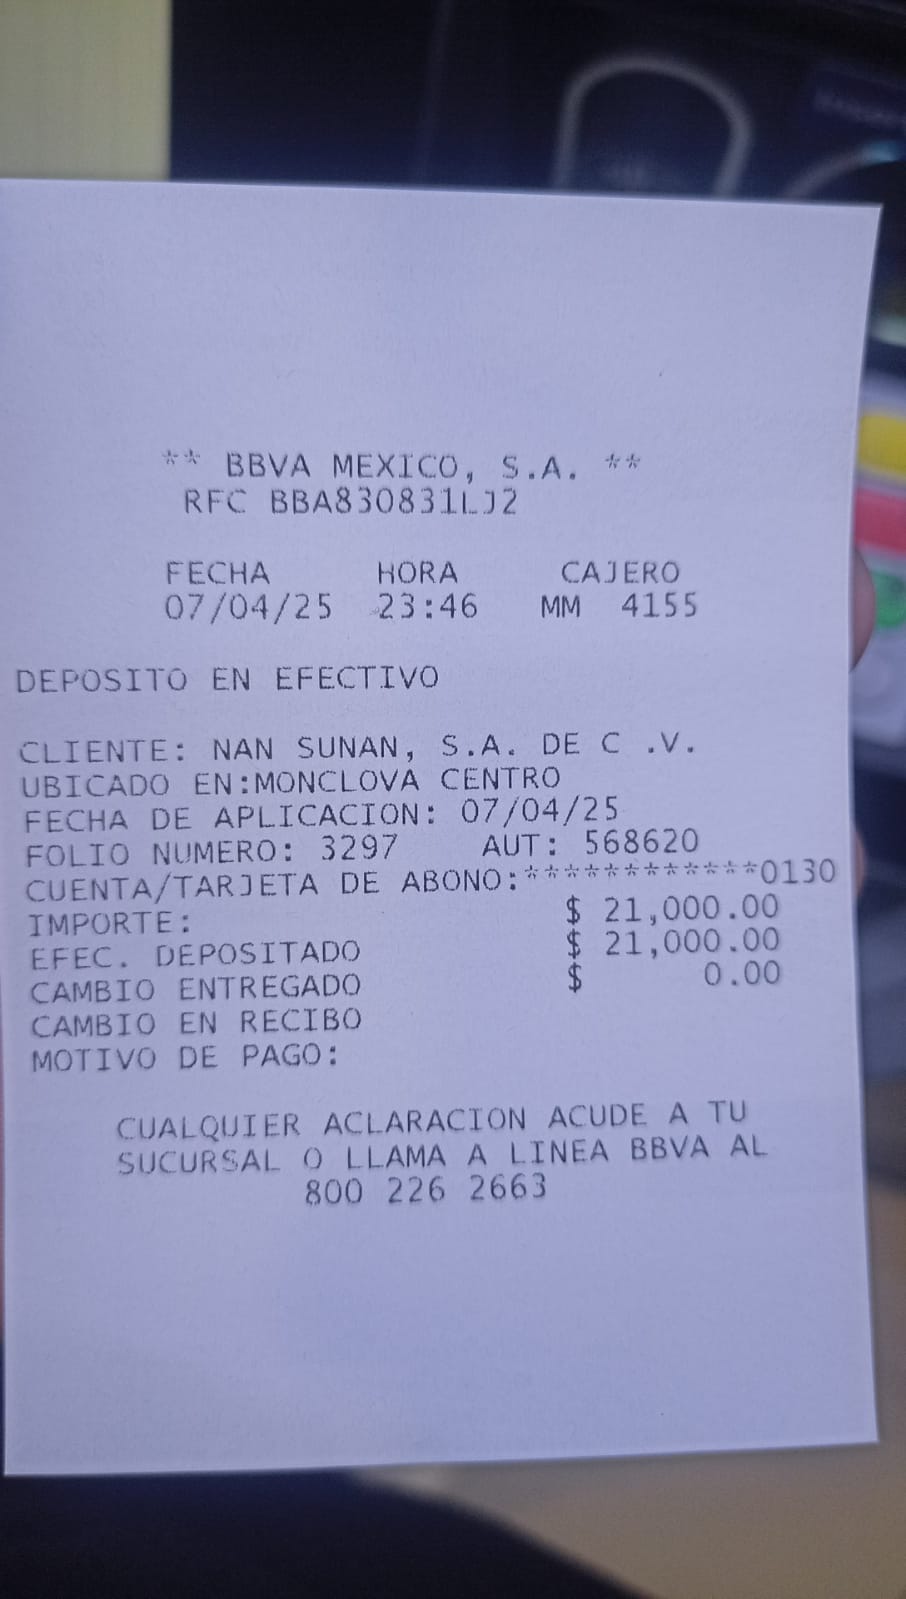 ** BBVA MEXICO, S.A. **
RFC BBA830831LJ2
FECHA HORA CAJERO
07/04/25 23:46 MM 4155
DEPOSITO EN EFECTIVO
CLIENTE: NAN SUNAN, S.A. DE C .V.
UBICADO EN:MONCLOVA CENTRO
FECHA DE APLICACION: 07/04/25
FOLIO NUMERO: 3297 AUT: 568620
CUENTA/TARJETA DE ABONO:************0130
IMPORTE: $ 21,000.00
EFEC. DEPOSITADO $ 21,000.00
CAMBIO ENTREGADO $ 0.00
CAMBIO EN RECIBO
MOTIVO DE PAGO:
CUALQUIER ACLARACION ACUDE A TU
SUCURSAL O LLAMA A LINEA BBVA AL
800 226 2663